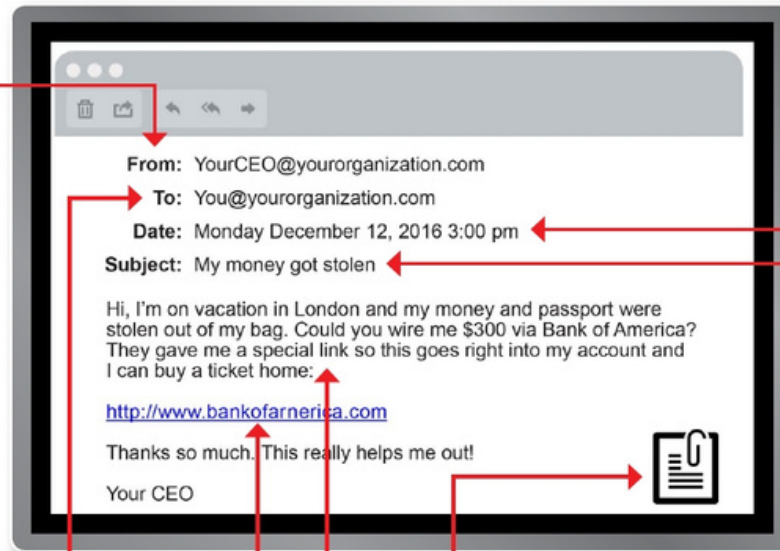 From: YourCEO@yourorganization.com
To: You@yourorganization.com
Date: Monday December 12, 2016 3:00 pm
Subject: My money got stolen
Hi, I'm on vacation in London and my money and passport were
stolen out of my bag. Could you wire me $300 via Bank of America?
They gave me a special link so this goes right into my account and
I can buy a ticket home:
http://www.bankofarnerica.com
Thanks so much. This really helps me out!
Your CEO